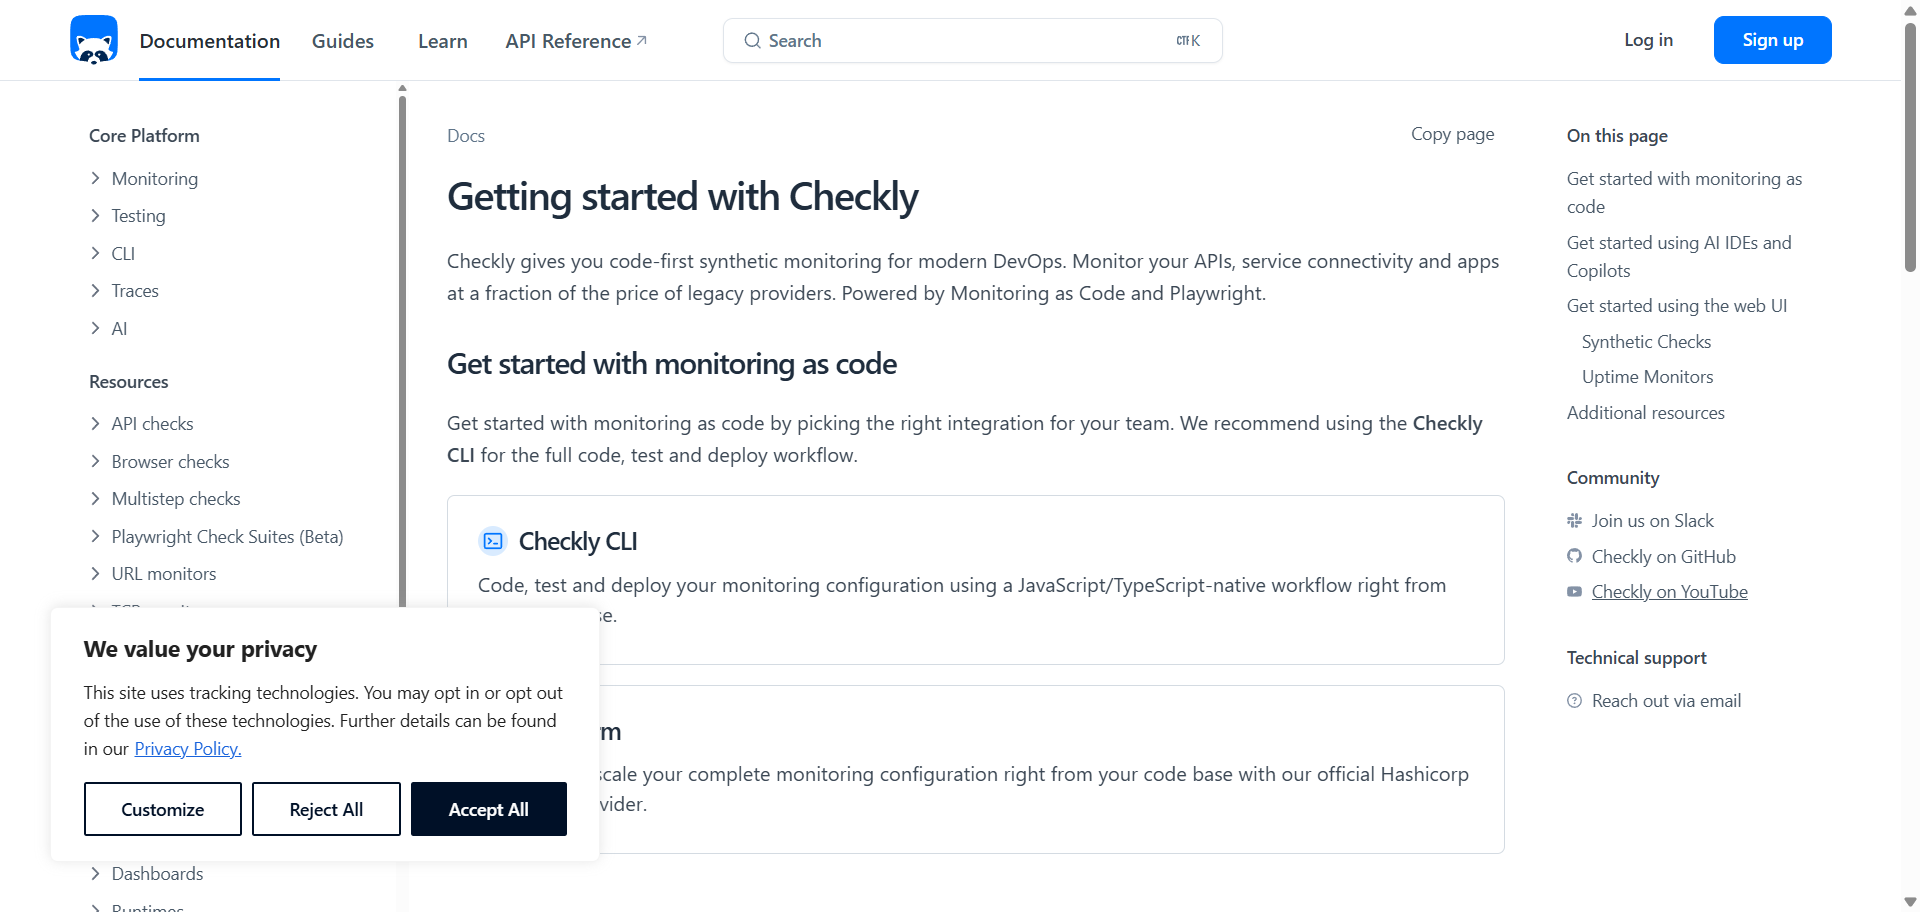 Documentation
Guides
Learn
API Reference
Search
Log in
Sign up
Core Platform
Monitoring
Testing
CLI
Traces
AI
Resources
API checks
Browser checks
Multistep checks
Playwright Check Suites (Beta)
URL monitors
Dashboards
Runtimes
Docs
Copy page
Getting started with Checkly
Checkly gives you code-first synthetic monitoring for modern DevOps. Monitor your APIs, service connectivity and apps
at a fraction of the price of legacy providers. Powered by Monitoring as Code and Playwright.
Get started with monitoring as code
Get started with monitoring as code by picking the right integration for your team. We recommend using the Checkly
CLI for the full code, test and deploy workflow.
Checkly CLI
Code, test and deploy your monitoring configuration using a JavaScript/TypeScript-native workflow right from
se.
m
scale your complete monitoring configuration right from your code base with our official Hashicorp
vider.
We value your privacy
This site uses tracking technologies. You may opt in or opt out
of the use of these technologies. Further details can be found
in our Privacy Policy.
Customize
Reject All
Accept All
On this page
Get started with monitoring as
code
Get started using AI IDEs and
Copilots
Get started using the web UI
Synthetic Checks
Uptime Monitors
Additional resources
Community
Join us on Slack
Checkly on GitHub
Checkly on YouTube
Technical support
Reach out via email